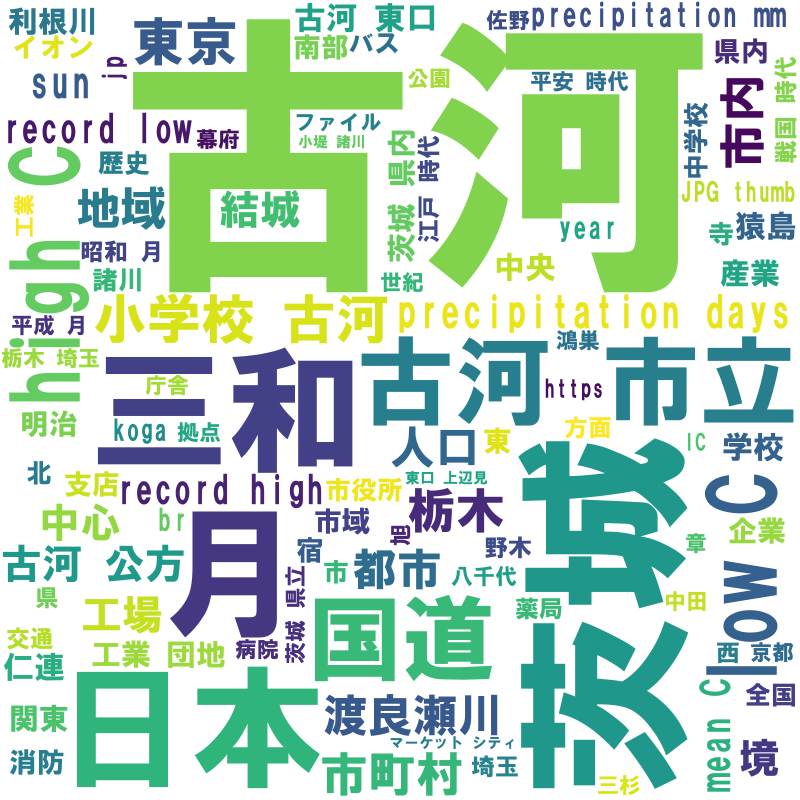 利根川
イオン
jp
東京
古河 東口
南部
バス
佐野
precipitation mm
県内
sun
公園
平安 時代
戦国 時代
record low
幕府
ファイル
小堤 諸川
古河
中学校
市内
high C
歴史
茨城 県内
江戸 時代
JPG thumb
工業
地域
結城
year
寺
猿島
昭和 月
諸川
世紀
中央
産業
平成 月
小学校 古河
precipitation days
栃木 埼玉
三和
古河 市立
鴻巣
庁舎
https
明治
koga
拠点
人口
東
方面
IC
学校
北
支店
record high
市役所
東口 上辺見
栃木
茨城
low C
中心
br
月
市域
旭
企業
古河 公方
宿
野木
章
市
都市
八千代
県
茨城 県立
薬局
中田
工場
国道
交通
工業 団地
病院
西
京都
仁連
日本
mean C
全国
関東
渡良瀬川
消防
マーケット シティ
市町村
埼玉
境
三杉